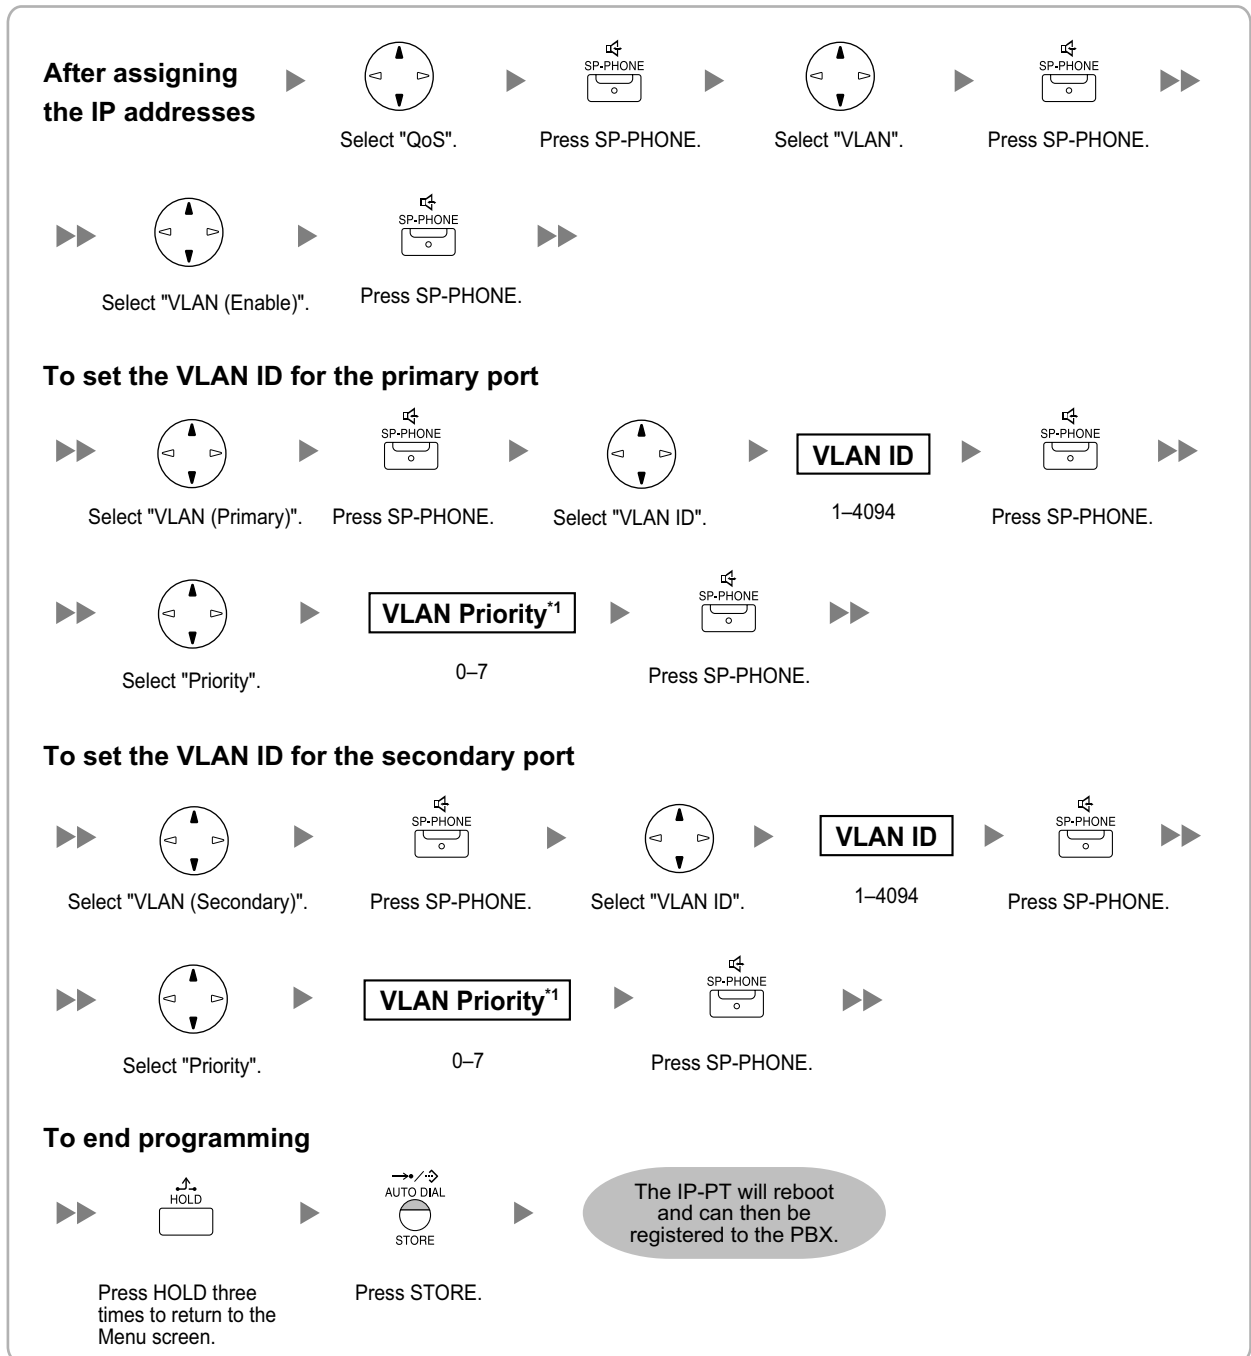 After assigning
the IP addresses
SP-PHONE
SP-PHONE
Select "QoS".
Press SP-PHONE.
Select "VLAN".
Press SP-PHONE.
SP-PHONE
Select "VLAN (Enable)".
Press SP-PHONE.
To set the VLAN ID for the primary port
SP-PHONE
VLAN ID
SP-PHONE
Select "VLAN (Primary)".
Press SP-PHONE.
Select "VLAN ID".
1–4094
Press SP-PHONE.
VLAN Priority*1
SP-PHONE
Select "Priority".
0–7
Press SP-PHONE.
To set the VLAN ID for the secondary port
SP-PHONE
VLAN ID
SP-PHONE
Select "VLAN (Secondary)".
Press SP-PHONE.
Select "VLAN ID".
1–4094
Press SP-PHONE.
VLAN Priority*1
SP-PHONE
Select "Priority".
0–7
Press SP-PHONE.
To end programming
HOLD
AUTO DIAL
STORE
The IP-PT will reboot
and can then be
registered to the PBX.
Press HOLD three
times to return to the
Menu screen.
Press STORE.